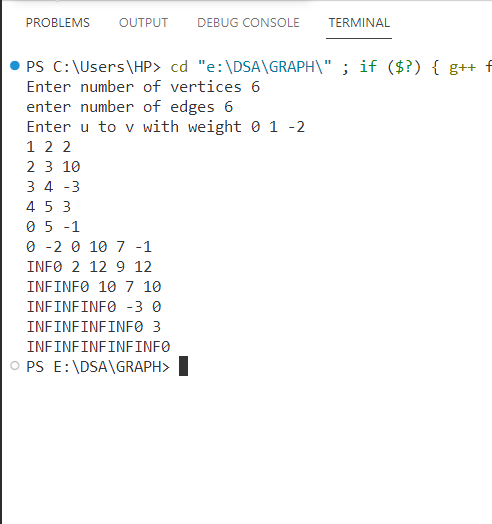 PROBLEMS OUTPUT DEBUG CONSOLE TERMINAL
PS C:\Users\HP> cd "e:\DSA\GRAPH\" ; if ($?) { g++ f
Enter number of vertices 6
enter number of edges 6
Enter u to v with weight 0 1 -2
1 2 2
2 3 10
3 4 -3
4 5 3
0 5 -1
0 -2 0 10 7 -1
INF0 2 12 9 12
INFINF0 10 7 10
INFINFINF0 -3 0
INFINFINFINF0 3
INFINFINFINFINF0
PS E:\DSA\GRAPH>